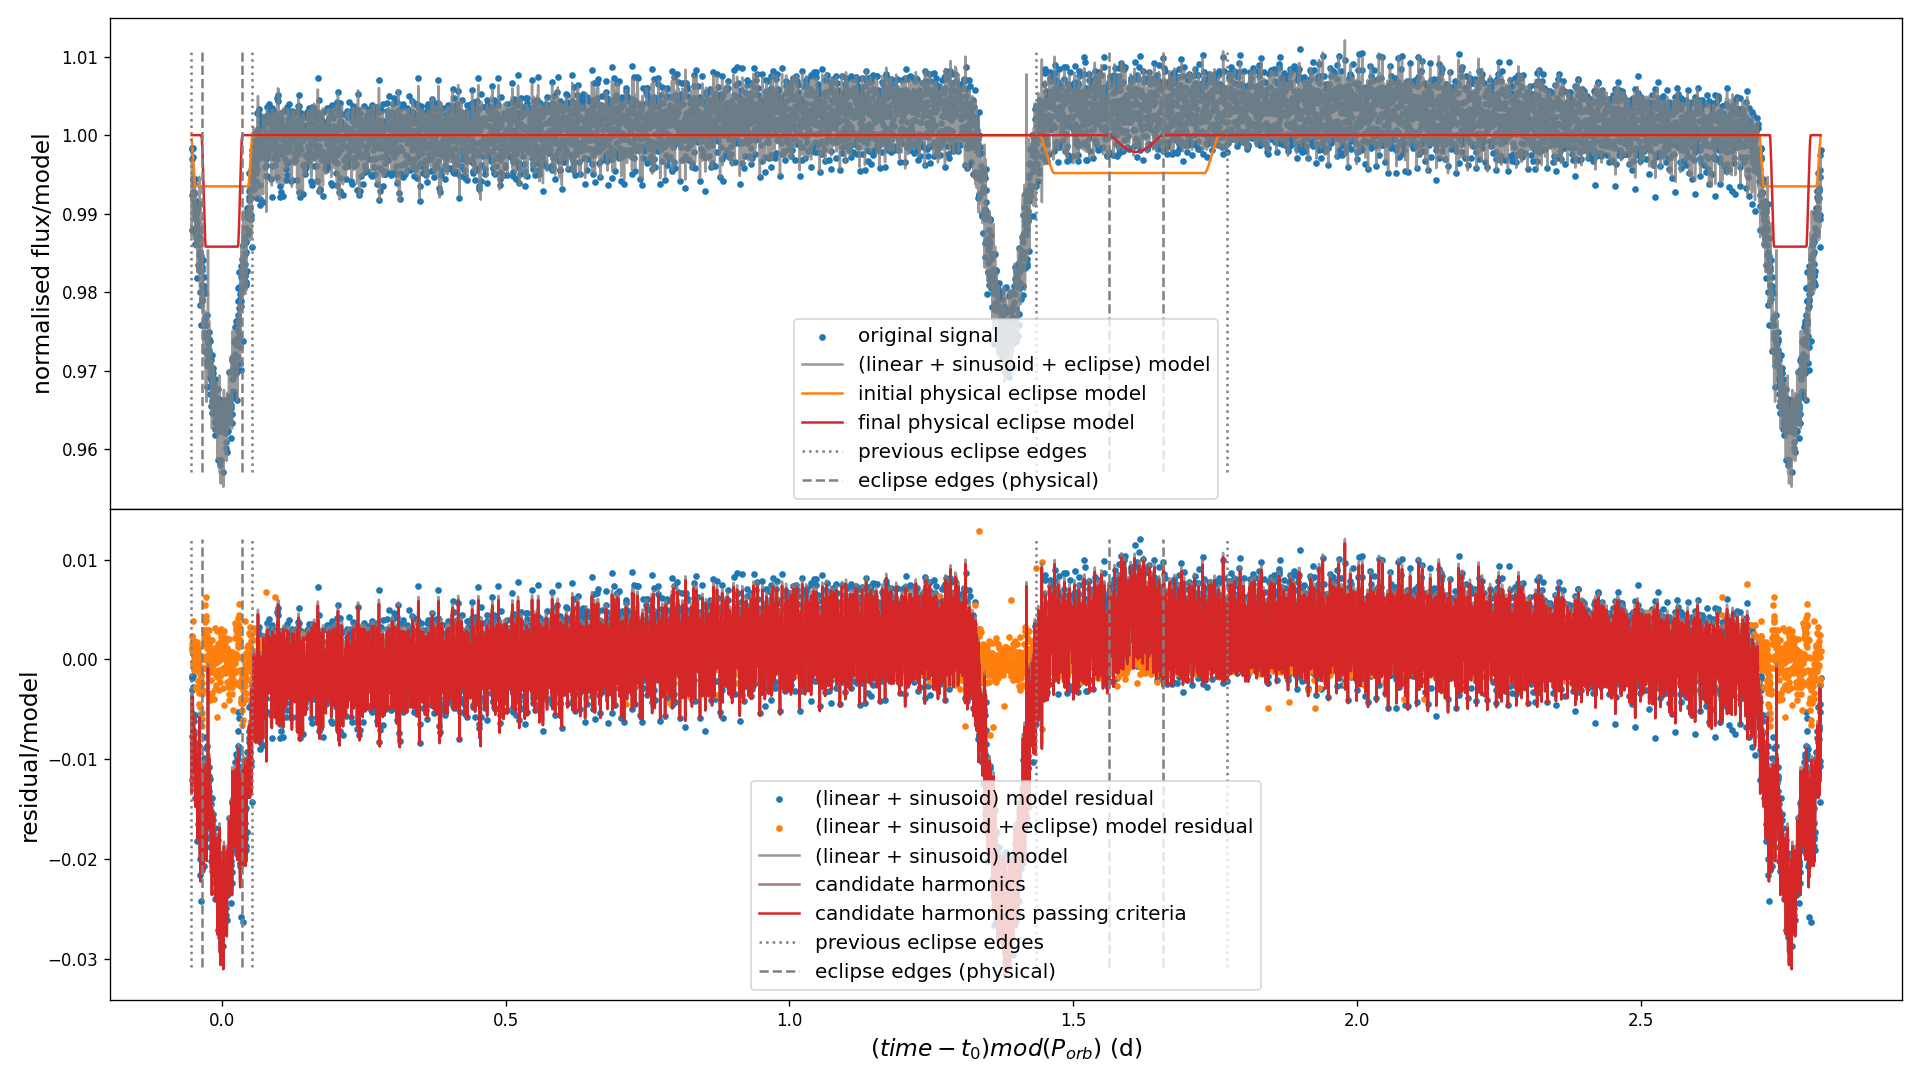 1.01
1.00
0.99
0.98
0.97
0.96
normalised flux/model
original signal
(linear + sinusoid + eclipse) model
initial physical eclipse model
final physical eclipse model
previous eclipse edges
eclipse edges (physical)
0.01
0.00
−0.01
−0.02
−0.03
residual/model
(linear + sinusoid) model residual
(linear + sinusoid + eclipse) model residual
(linear + sinusoid) model
candidate harmonics
candidate harmonics passing criteria
previous eclipse edges
eclipse edges (physical)
0.0 0.5 1.0 1.5 2.0 2.5
(time − t₀)mod(P_orb) (d)